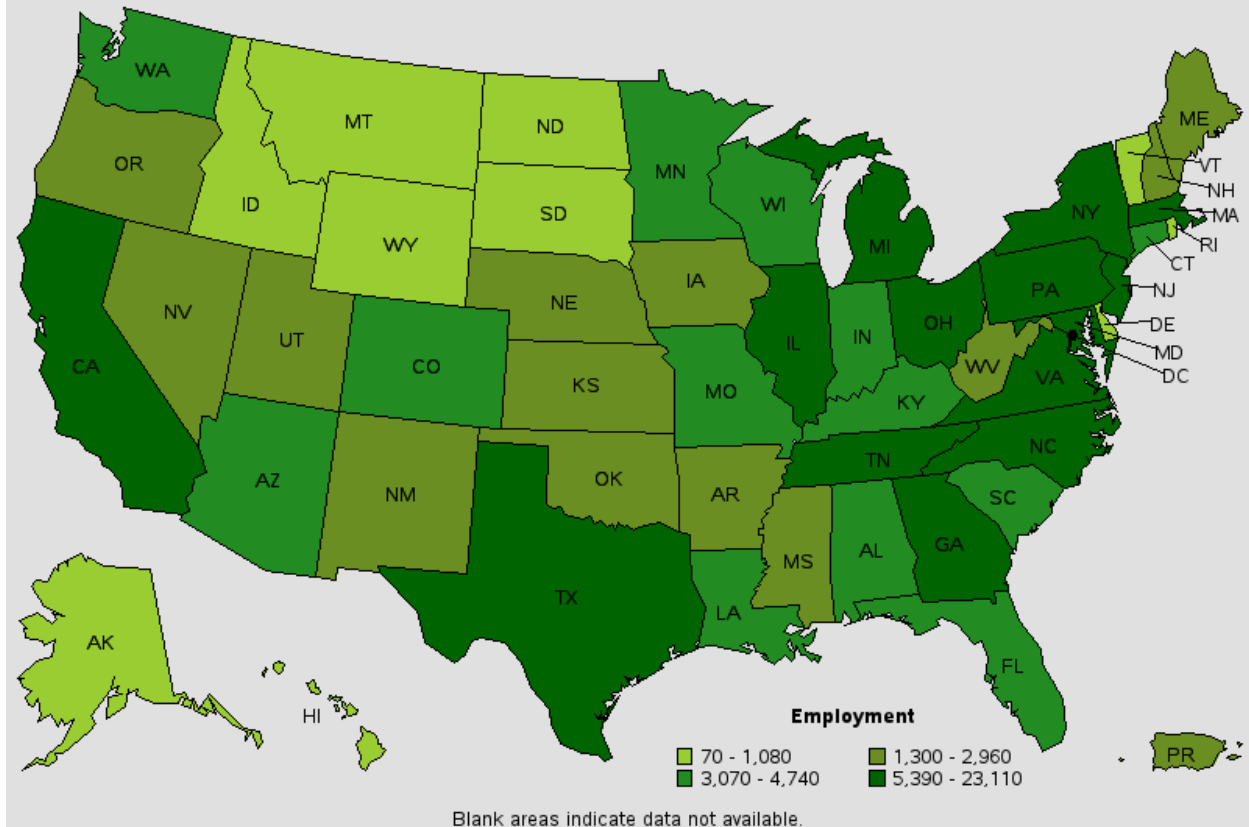 WA
MT
ND
OR
ID
WY
SD
MN
WI
MI
NY
ME
VT
NH
MA
RI
CT
NJ
PA
DE
MD
DC
NV
UT
CO
NE
IA
KS
MO
IL
IN
OH
WV
VA
KY
CA
AZ
NM
OK
AR
TN
NC
SC
TX
LA
MS
AL
GA
FL
AK
HI
PR
Employment
70 - 1,080
1,300 - 2,960
3,070 - 4,740
5,390 - 23,110
Blank areas indicate data not available.